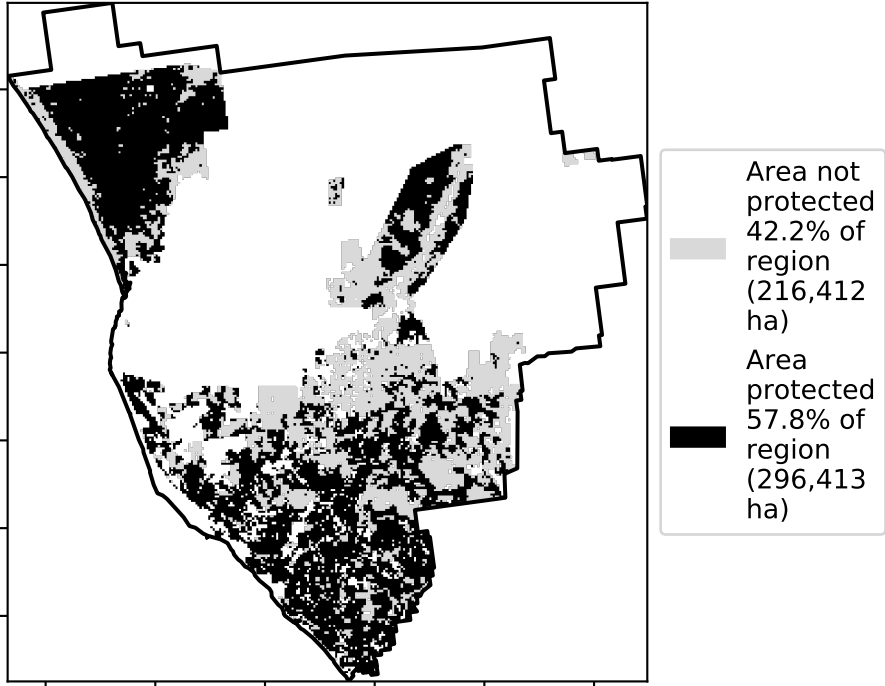 Area not
protected
42.2% of
region
(216,412
ha)
Area
protected
57.8% of
region
(296,413
ha)